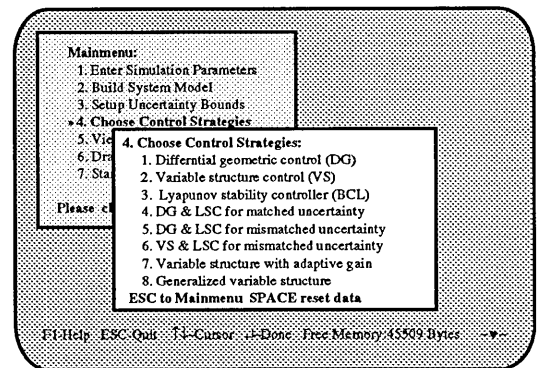 Mainmenu:
1. Enter Simulation Parameters
2. Build System Model
3. Setup Uncertainty Bounds
»4. Choose Control Strategies
5. Vie
6. Dra
7. Sta
Please ch
4. Choose Control Strategies:
1. Differntial geometric control (DG)
2. Variable structure control (VS)
3. Lyapunov stability controller (BCL)
4. DG & LSC for matched uncertainty
5. DG & LSC for mismatched uncertainty
6. VS & LSC for mismatched uncertainty
7. Variable structure with adaptive gain
8. Generalized variable structure
ESC to Mainmenu SPACE reset data
F1-Help ESC-Quit ↑↓-Cursor ↵-Done Free Memory:45509 Bytes -▼-